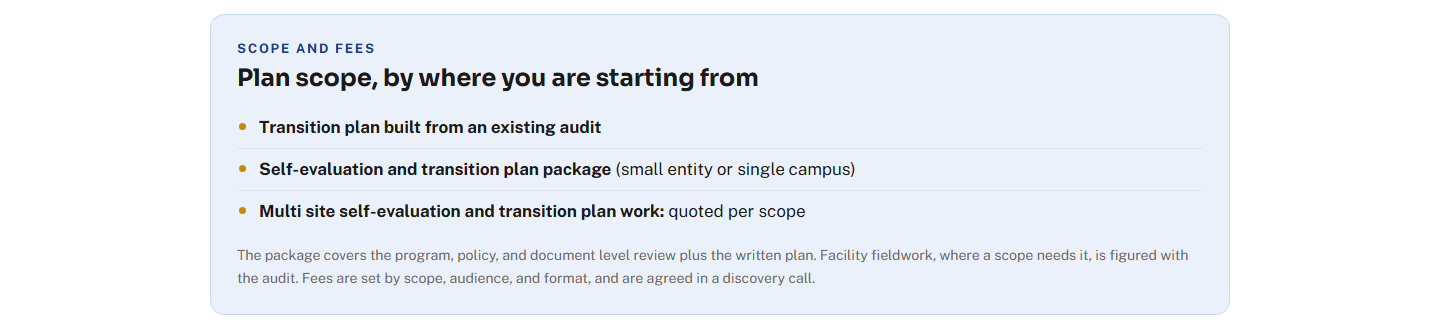 SCOPE AND FEES
Plan scope, by where you are starting from
Transition plan built from an existing audit
Self-evaluation and transition plan package (small entity or single campus)
Multi site self-evaluation and transition plan work: quoted per scope
The package covers the program, policy, and document level review plus the written plan. Facility fieldwork, where a scope needs it, is figured with
the audit. Fees are set by scope, audience, and format, and are agreed in a discovery call.